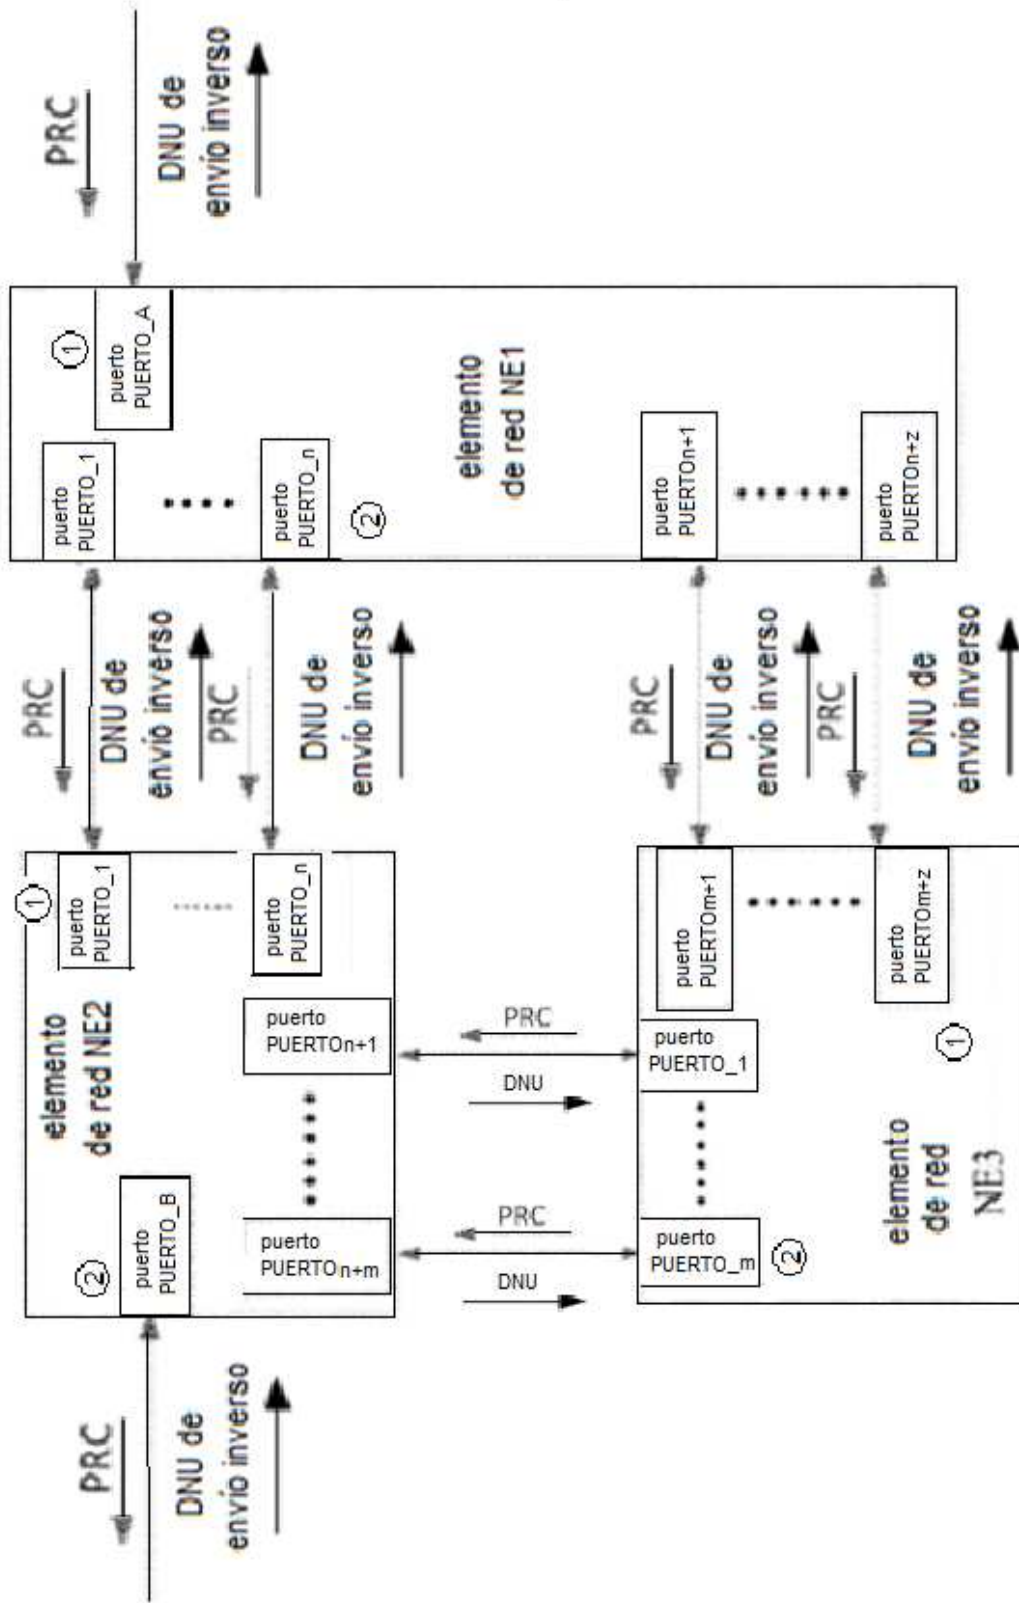 PRC
DNU de
envío inverso
1
puerto
PUERTO_A
puerto
PUERTO_1
puerto
PUERTO_n
2
elemento
de red NE1
puerto
PUERTOn+1
puerto
PUERTOn+z
PRC
DNU de
envío inverso
PRC
DNU de
envío inverso
PRC
DNU de
envío inverso
PRC
DNU de
envío inverso
1
puerto
PUERTO_1
puerto
PUERTO_n
elemento
de red NE2
puerto
PUERTOn+1
2
puerto
PUERTO_B
puerto
PUERTOn+m
PRC
DNU
PRC
DNU
puerto
PUERTOm+1
puerto
PUERTOm+z
puerto
PUERTO_1
1
puerto
PUERTO_m
2
elemento
de red
NE3
PRC
DNU de
envío inverso